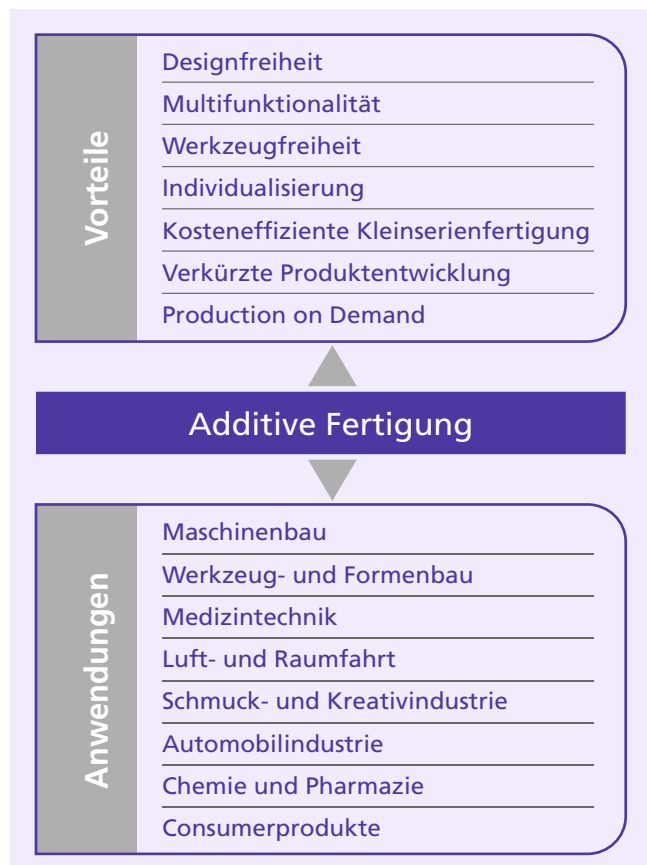 Vorteile
Designfreiheit
Multifunktionalität
Werkzeugfreiheit
Individualisierung
Kosteneffiziente Kleinserienfertigung
Verkürzte Produktentwicklung
Production on Demand
Additive Fertigung
Anwendungen
Maschinenbau
Werkzeug- und Formenbau
Medizintechnik
Luft- und Raumfahrt
Schmuck- und Kreativindustrie
Automobilindustrie
Chemie und Pharmazie
Consumerprodukte